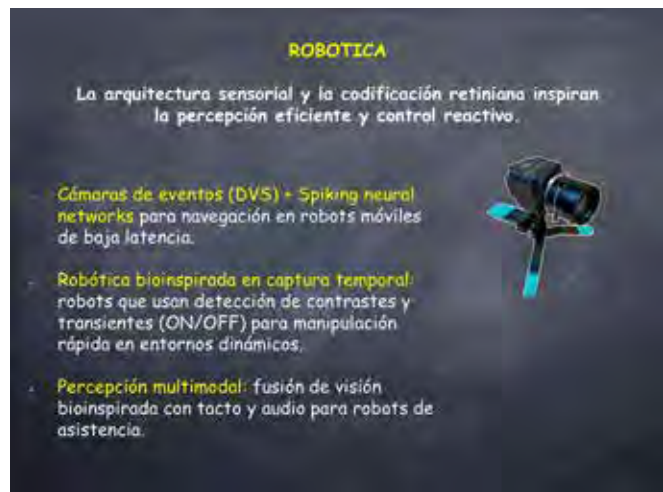 ROBOTICA
La arquitectura sensorial y la codificación retiniana inspiran
la percepción eficiente y control reactivo.
- Cámaras de eventos (DVS) + Spiking neural
networks para navegación en robots móviles
de baja latencia.
- Robótica bioinspirada en captura temporal:
robots que usan detección de contrastes y
transientes (ON/OFF) para manipulación
rápida en entornos dinámicos.
- Percepción multimodal: fusión de visión
bioinspirada con tacto y audio para robots de
asistencia.